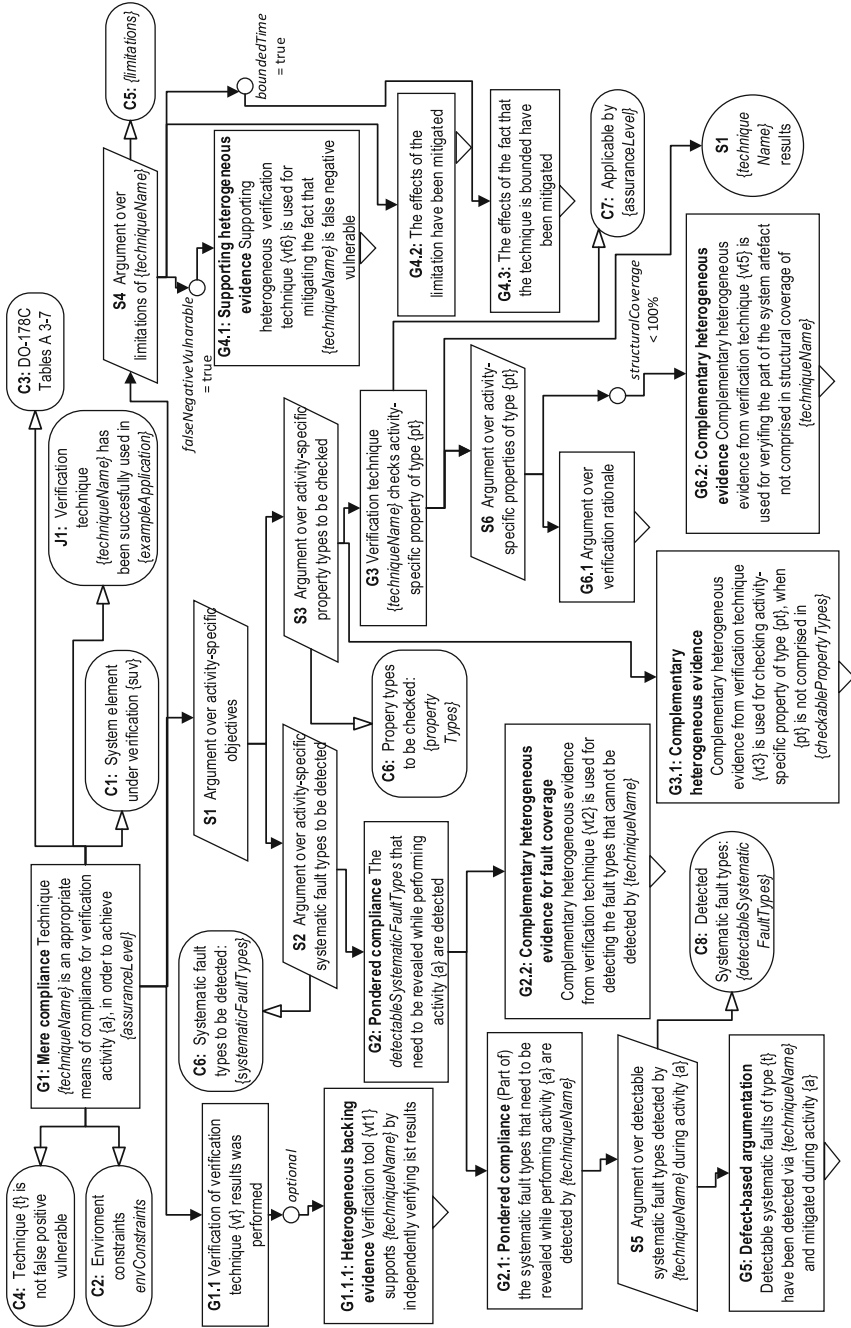 C4: Technique {t} is
not false positive
vulnerable
C2: Enviroment
constraints
envConstraints
G1: Mere compliance Technique
{techniqueName} is an appropriate
means of compliance for verification
activity {a}, in order to achieve
{assuranceLevel}
C1: System element
under verification {suv}
J1: Verification
technique
{techniqueName} has
been succesfully used in
{exampleApplication}
C3: DO-178C
Tables A 3-7
S4 Argument over
limitations of {techniqueName}
C5: {limitations}
falseNegativeVulnarable
= true
boundedTime
= true
G4.1: Supporting heterogeneous
evidence Supporting
heterogeneous verification
technique {vt6} is used for
mitigating the fact that
{techniqueName} is false negative
vulnerable
G4.2: The effects of the
limitation have been mitigated
G4.3: The effects of the fact that
the technique is bounded have
been mitigated
G1.1 Verification of verification
technique {vt} results was
performed
optional
G1.1.1: Heterogeneous backing
evidence Verification tool {vt1}
supports {techniqueName} by
independently verifying ist results
S1 Argument over activity-specific
objectives
C6: Systematic fault
types to be detected:
{systematicFaultTypes}
S2 Argument over activity-specific
systematic fault types to be detected
S3 Argument over activity-specific
property types to be checked
C6: Propery types
to be checked:
{property
Types}
G2: Pondered compliance The
detectableSystematicFaultTypes that
need to be revealed while performing
activity {a} are detected
G3 Verification technique
{techniqueName} checks activity-
specific property of type {pt}
C7: Applicable by
{assuranceLevel}
G2.1: Pondered compliance (Part of)
the systematic fault types that need to be
revealed while performing activity {a} are
detected by {techniqueName}
G2.2: Complementary heterogeneous
evidence for fault coverage
Complementary heterogeneous evidence
from verification technique {vt2} is used for
detecting the fault types that cannot be
detected by {techniqueName}
S6 Argument over activity-
specific properties of type {pt}
structuralCoverage
< 100%
S1
{technique
Name}
results
G6.1 Argument over
verification rationale
S5 Argument over detectable
systematic fault types detected by
{techniqueName} during activity {a}
C8: Detected
Systematic fault types:
{detectableSystematic
FaultTypes}
G3.1: Complementary
heterogeneous evidence
Complementary heterogeneous
evidence from verification technique
{vt3} is used for checking activity-
specific property of type {pt}, when
{pt} is not comprised in
{checkablePropertyTypes}
G6.2: Complementary heterogeneous
evidence Complementary heterogeneous
evidence from verification technique {vt5} is
used for veryifing the part of the system artefact
not comprised in structural coverage of
{techniqueName}
G5: Defect-based argumentation
Detectable systematic faults of type {t}
have been detected via {techniqueName}
and mitigated during activity {a}